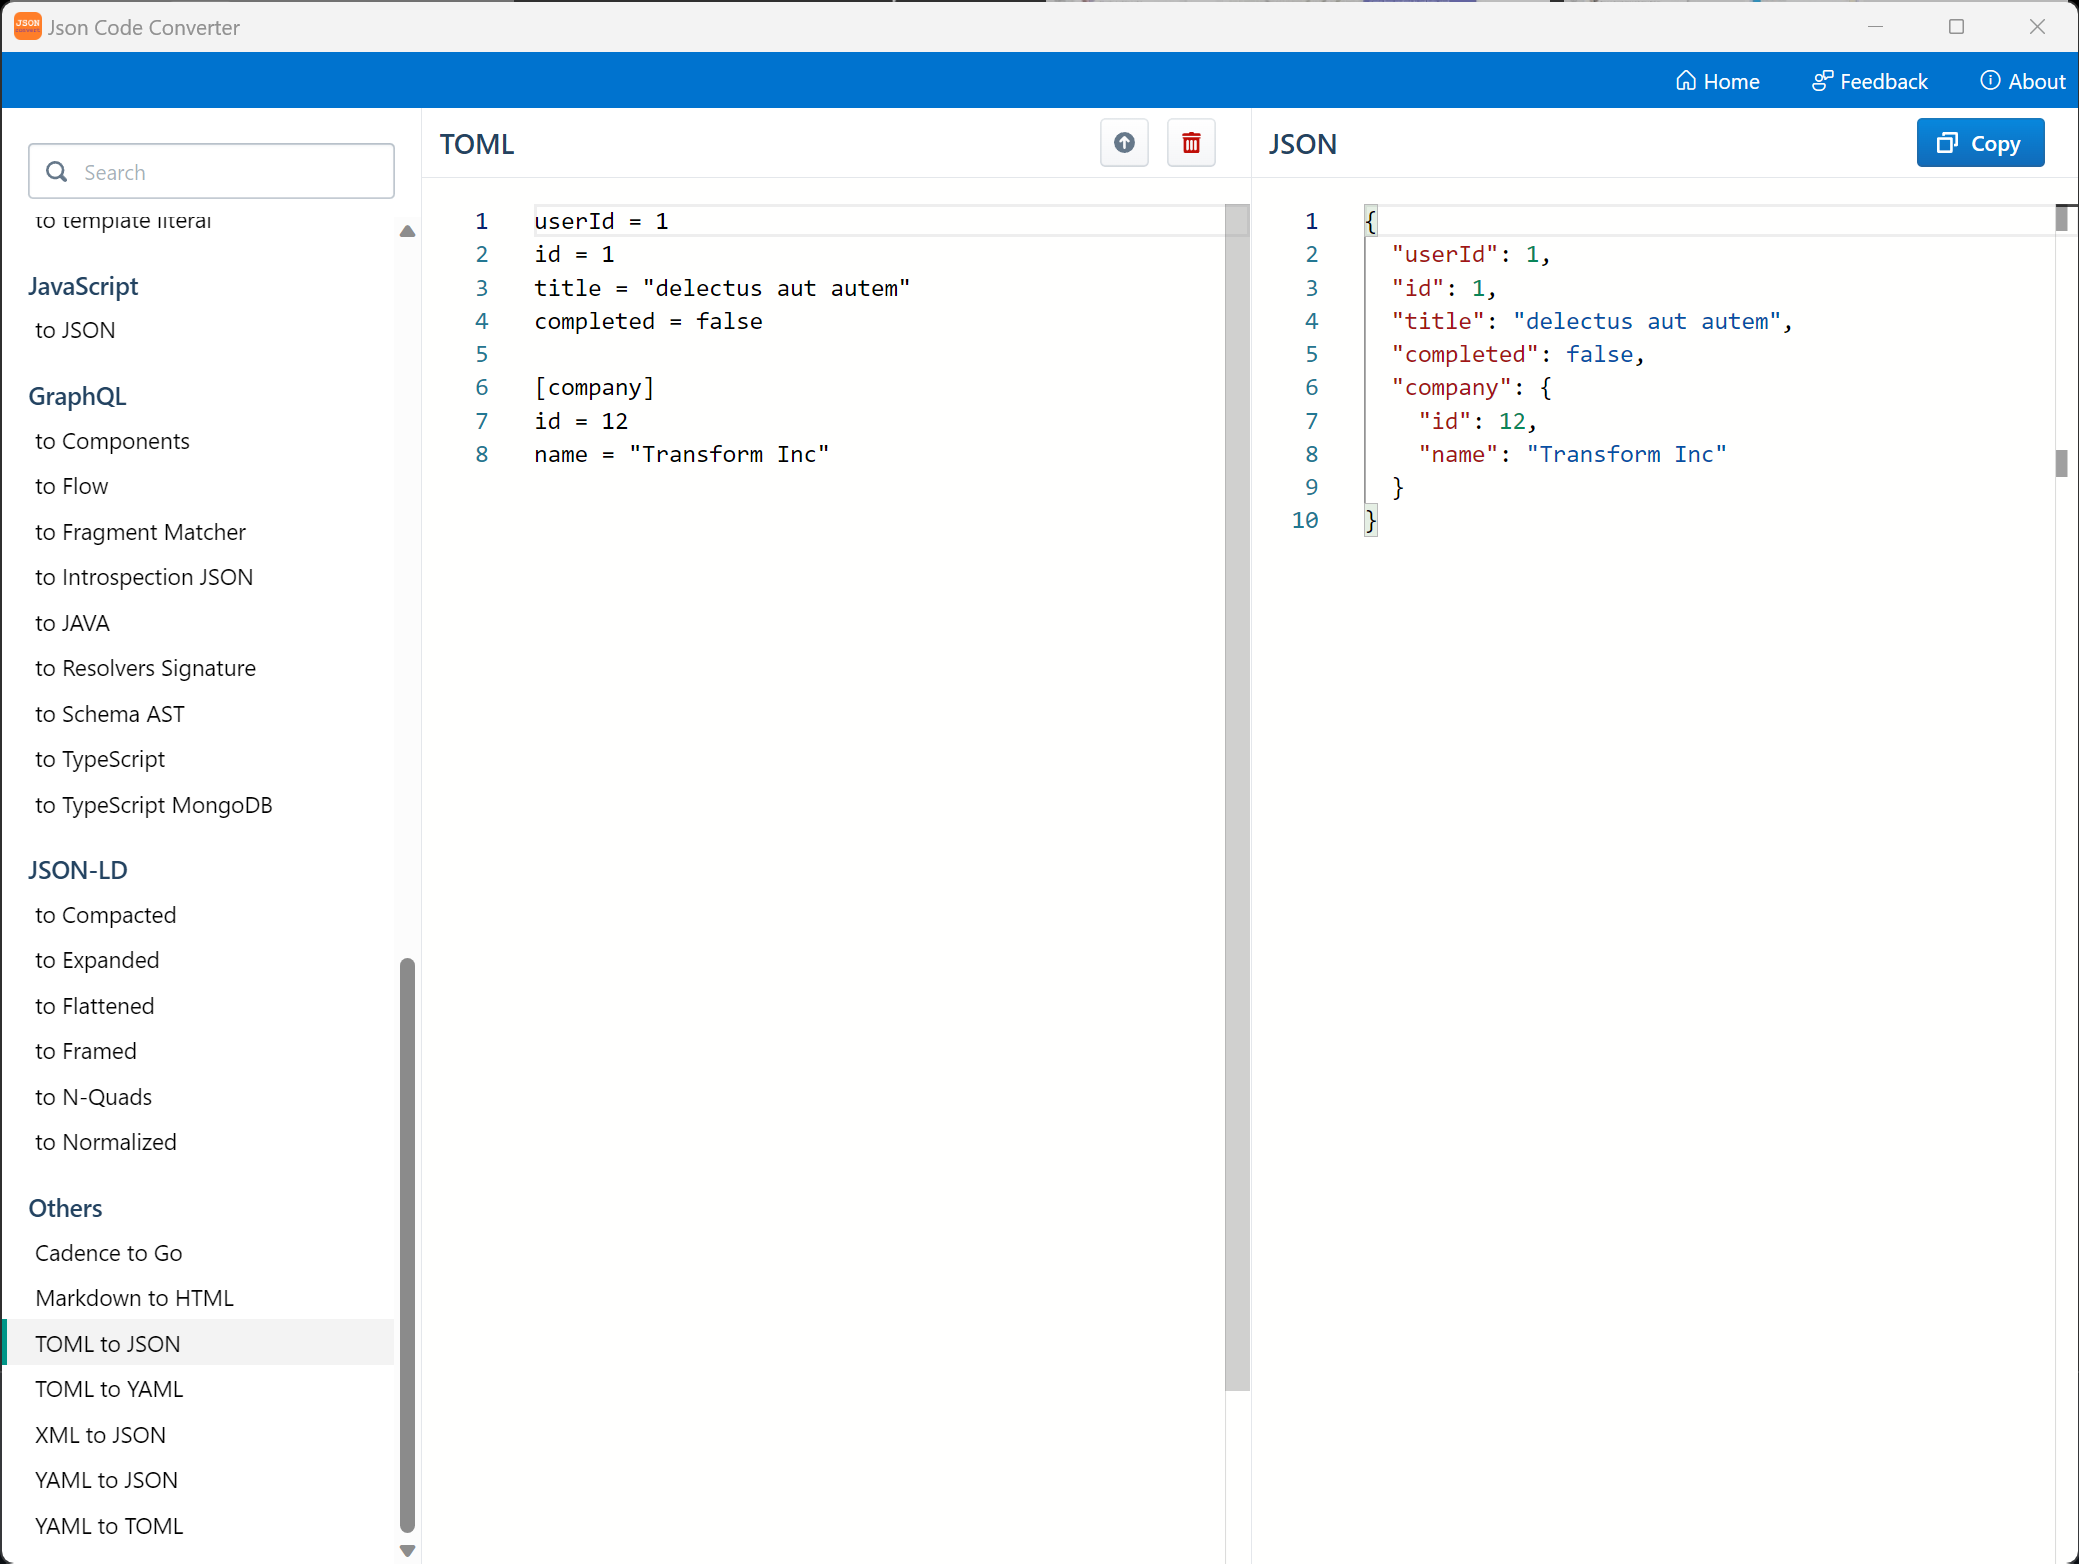 Json Code Converter
Home
Feedback
About
Search
to template literal
JavaScript
to JSON
GraphQL
to Components
to Flow
to Fragment Matcher
to Introspection JSON
to JAVA
to Resolvers Signature
to Schema AST
to TypeScript
to TypeScript MongoDB
JSON-LD
to Compacted
to Expanded
to Flattened
to Framed
to N-Quads
to Normalized
Others
Cadence to Go
Markdown to HTML
TOML to JSON
TOML to YAML
XML to JSON
YAML to JSON
YAML to TOML
TOML
1 userId = 1
2 id = 1
3 title = "delectus aut autem"
4 completed = false
5
6 [company]
7 id = 12
8 name = "Transform Inc"
JSON
Copy
1 {
2 "userId": 1,
3 "id": 1,
4 "title": "delectus aut autem",
5 "completed": false,
6 "company": {
7 "id": 12,
8 "name": "Transform Inc"
9 }
10 }